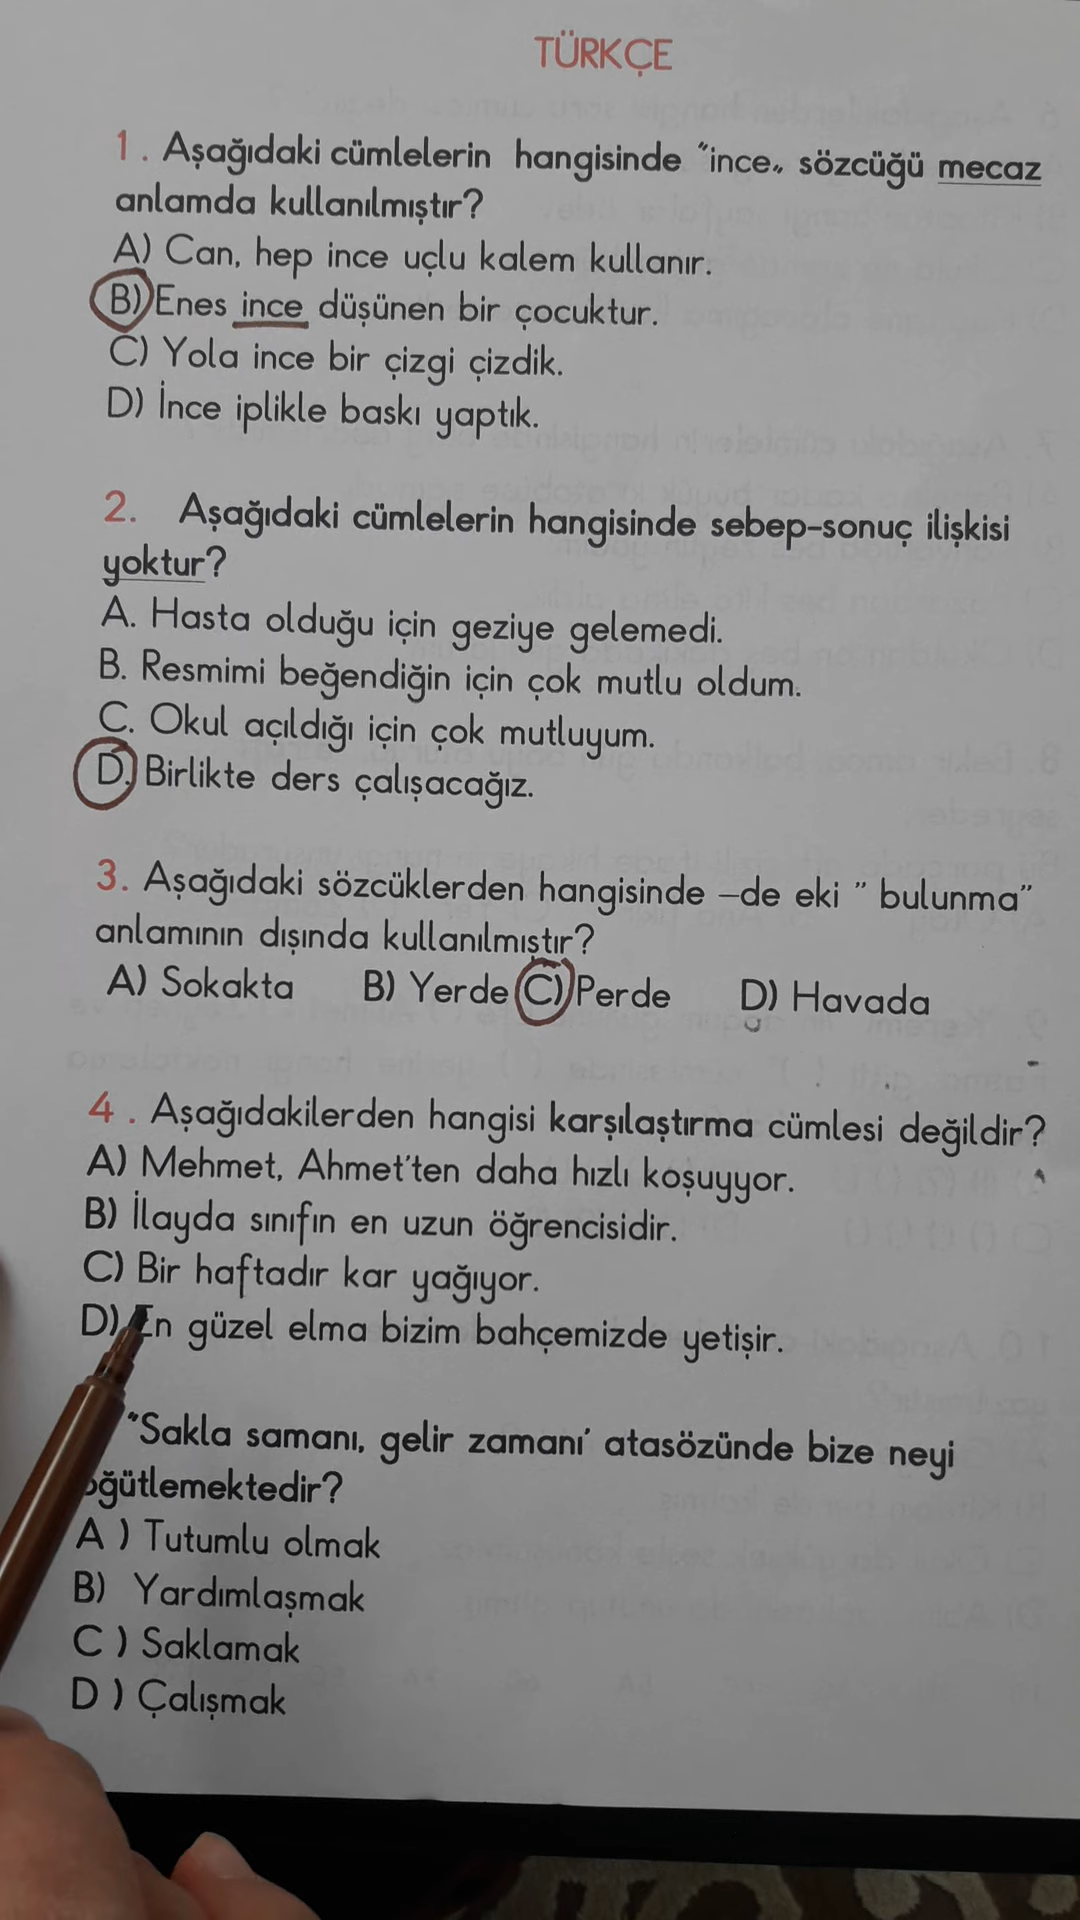 TÜRKÇE
1. Aşağıdaki cümlelerin hangisinde “ince„ sözcüğü mecaz
anlamda kullanılmıştır?
A) Can, hep ince uçlu kalem kullanır.
B) Enes ince düşünen bir çocuktur.
C) Yola ince bir çizgi çizdik.
D) İnce iplikle baskı yaptık.
2. Aşağıdaki cümlelerin hangisinde sebep-sonuç ilişkisi
yoktur?
A. Hasta olduğu için geziye gelemedi.
B. Resmimi beğendiğin için çok mutlu oldum.
C. Okul açıldığı için çok mutluyum.
D. Birlikte ders çalışacağız.
3. Aşağıdaki sözcüklerden hangisinde –de eki ” bulunma”
anlamının dışında kullanılmıştır?
A) Sokakta B) Yerde C) Perde D) Havada
4. Aşağıdakilerden hangisi karşılaştırma cümlesi değildir?
A) Mehmet, Ahmet'ten daha hızlı koşuyyor.
B) İlayda sınıfın en uzun öğrencisidir.
C) Bir haftadır kar yağıyor.
D) En güzel elma bizim bahçemizde yetişir.
“Sakla samanı, gelir zamanı’ atasözünde bize neyi
öğütlemektedir?
A ) Tutumlu olmak
B) Yardımlaşmak
C ) Saklamak
D ) Çalışmak